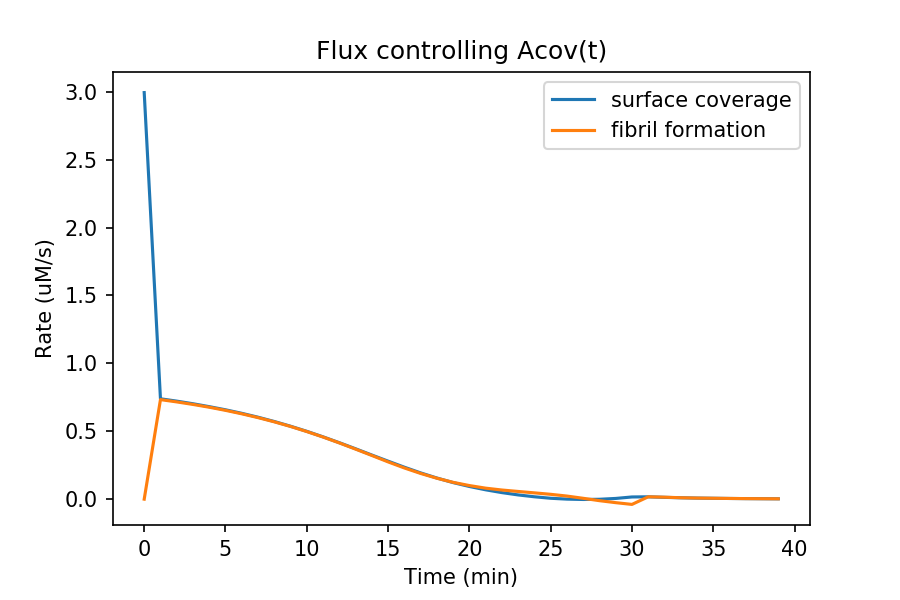 Flux controlling Acov(t)
surface coverage
fibril formation
3.0
2.5
2.0
1.5
1.0
0.5
0.0
Rate (uM/s)
0 5 10 15 20 25 30 35 40
Time (min)